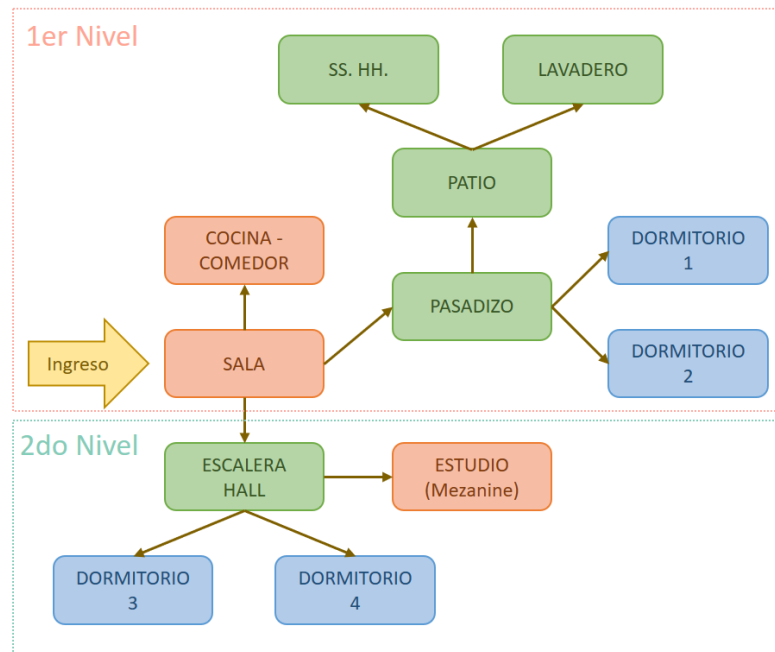 1er Nivel
SS. HH.
LAVADERO
PATIO
COCINA -
COMEDOR
DORMITORIO
1
PASADIZO
Ingreso
SALA
DORMITORIO
2
2do Nivel
ESCALERA
HALL
ESTUDIO
(Mezanine)
DORMITORIO
3
DORMITORIO
4